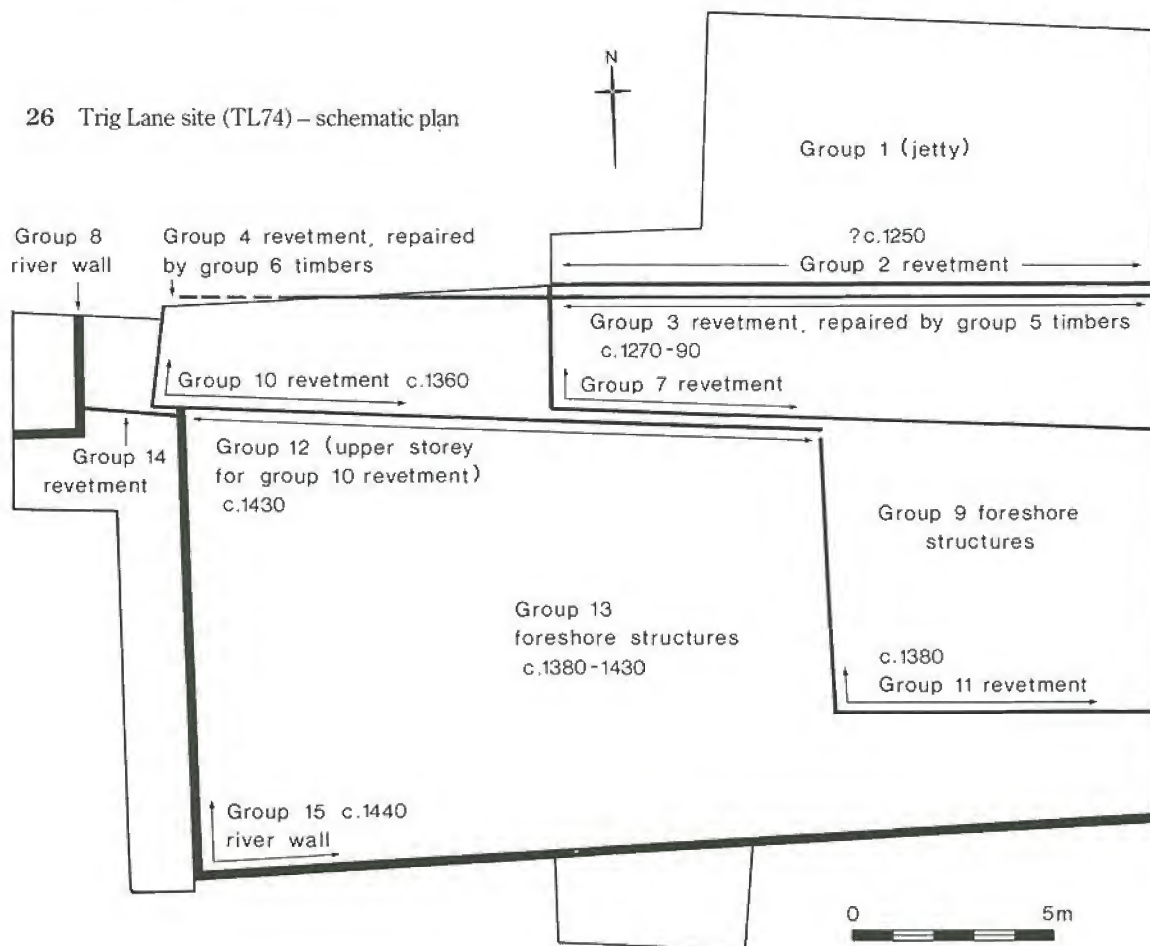 26 Trig Lane site (TL74) – schematic plan
N
Group 1 (jetty)
Group 8
river wall
Group 4 revetment, repaired
by group 6 timbers
?c.1250
Group 2 revetment
Group 3 revetment, repaired by group 5 timbers
c.1270-90
Group 10 revetment c.1360
Group 7 revetment
Group 14
revetment
Group 12 (upper storey
for group 10 revetment)
c.1430
Group 9 foreshore
structures
Group 13
foreshore structures
c.1380-1430
c.1380
Group 11 revetment
Group 15 c.1440
river wall
0 5m